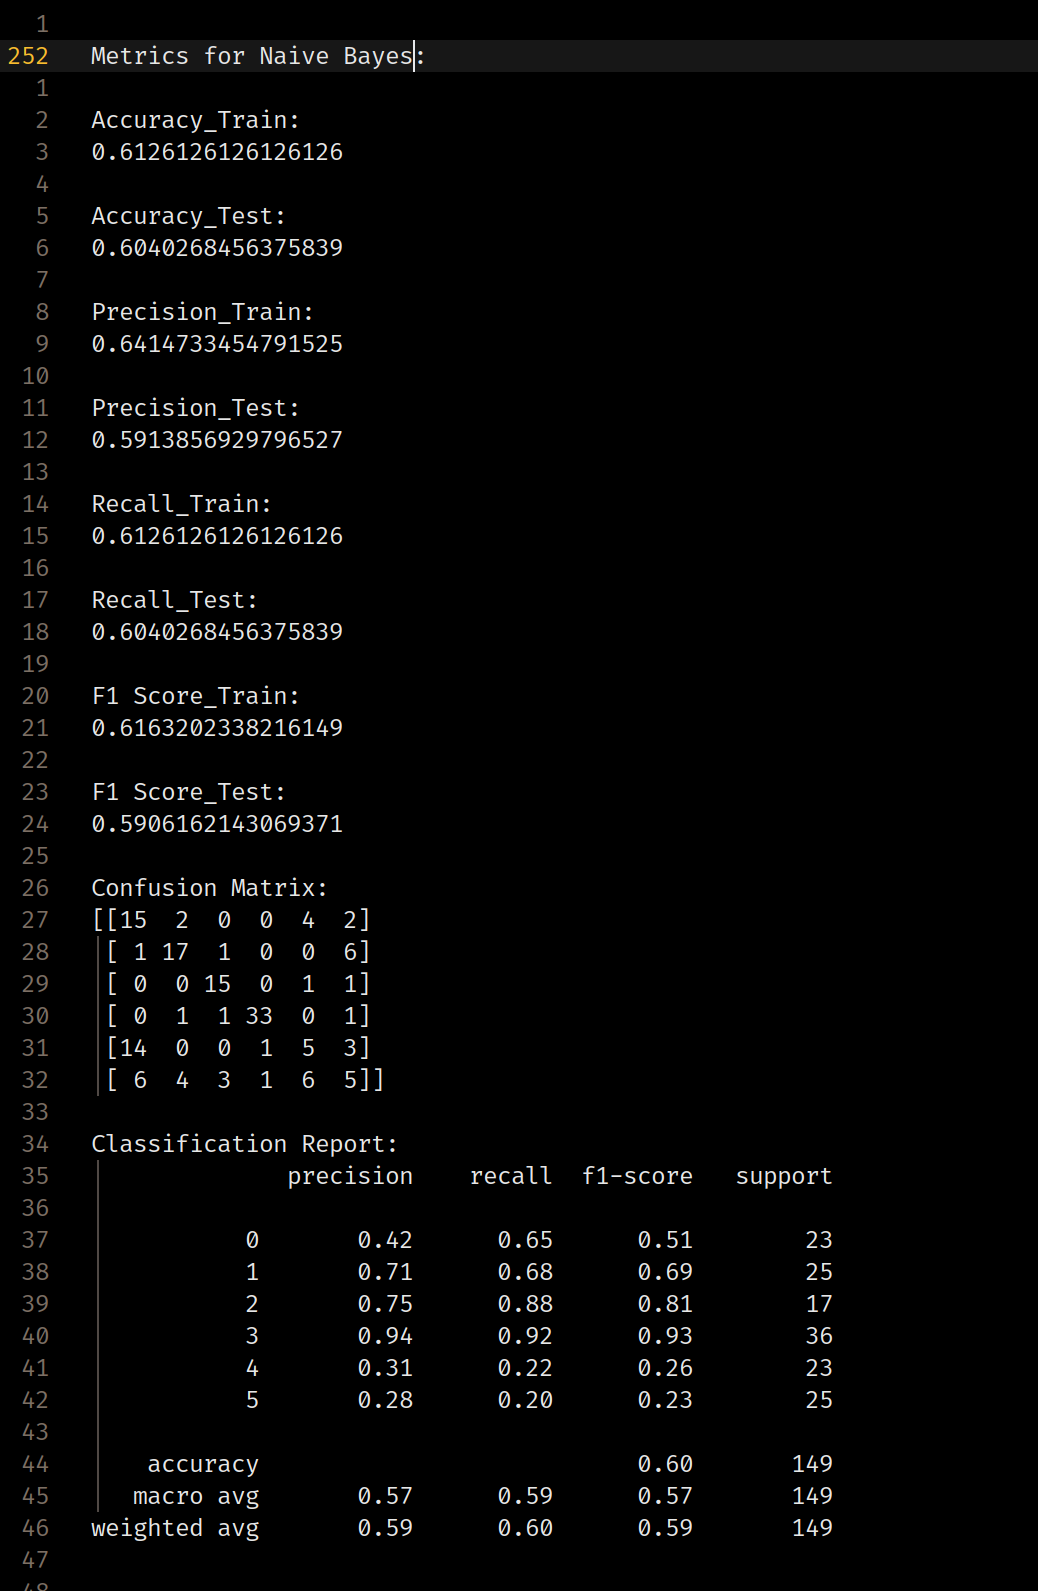 1
252 Metrics for Naive Bayes:
1
2 Accuracy_Train:
3 0.6126126126126126
4
5 Accuracy_Test:
6 0.6040268456375839
7
8 Precision_Train:
9 0.6414733454791525
10
11 Precision_Test:
12 0.5913856929796527
13
14 Recall_Train:
15 0.6126126126126126
16
17 Recall_Test:
18 0.6040268456375839
19
20 F1 Score_Train:
21 0.6163202338216149
22
23 F1 Score_Test:
24 0.5906162143069371
25
26 Confusion Matrix:
27 [[15  2  0  0  4  2]
28  [ 1 17  1  0  0  6]
29  [ 0  0 15  0  1  1]
30  [ 0  1  1 33  0  1]
31  [14  0  0  1  5  3]
32  [ 6  4  3  1  6  5]]
33
34 Classification Report:
35               precision    recall  f1-score   support
36
37            0       0.42      0.65      0.51        23
38            1       0.71      0.68      0.69        25
39            2       0.75      0.88      0.81        17
40            3       0.94      0.92      0.93        36
41            4       0.31      0.22      0.26        23
42            5       0.28      0.20      0.23        25
43
44     accuracy                           0.60       149
45    macro avg       0.57      0.59      0.57       149
46 weighted avg       0.59      0.60      0.59       149
47
48